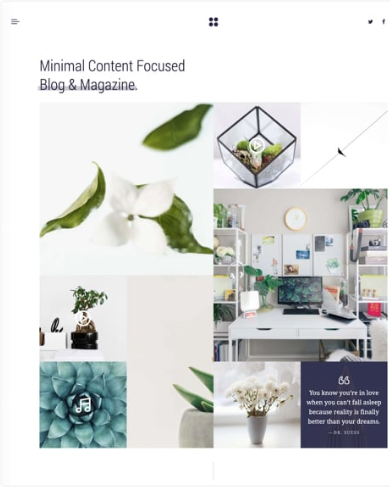 Minimal Content Focused
Blog & Magazine.
You know you're in love
when you can't fall asleep
because reality is finally
better than your dreams.
—DR. SUESS